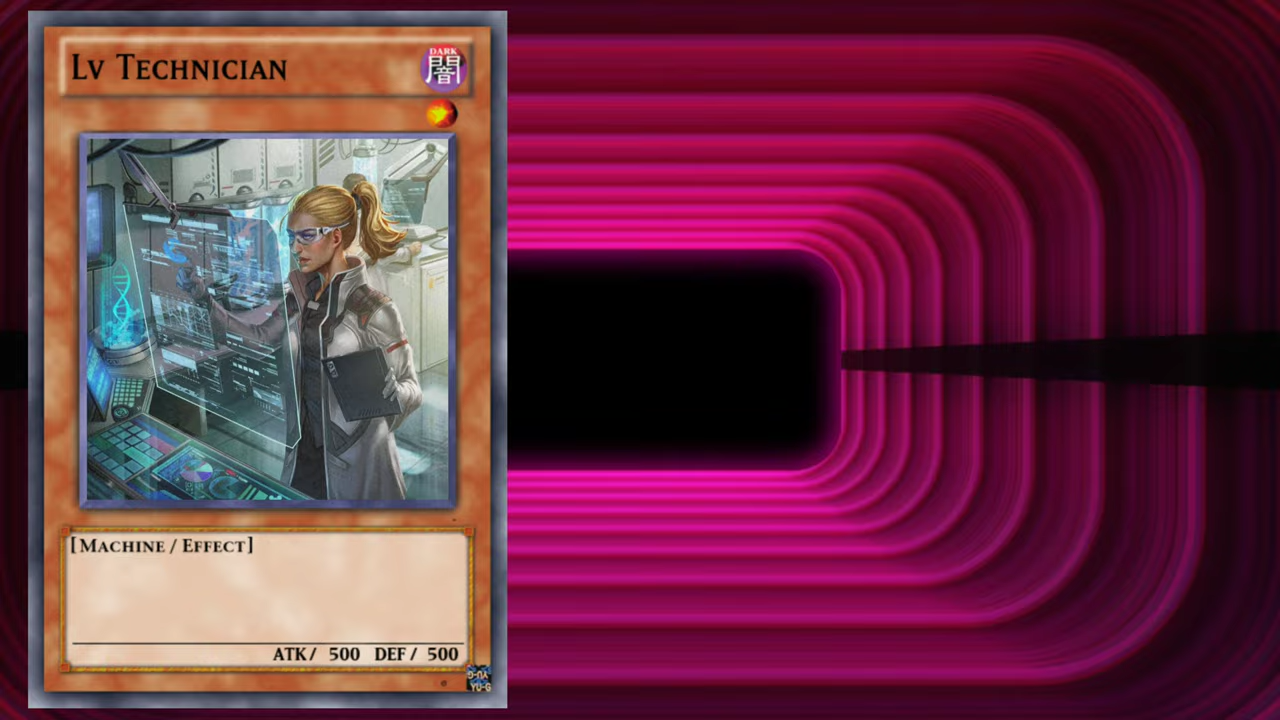 Lv Technician
DARK
闇
[Machine / Effect]
ATK / 500 DEF / 500